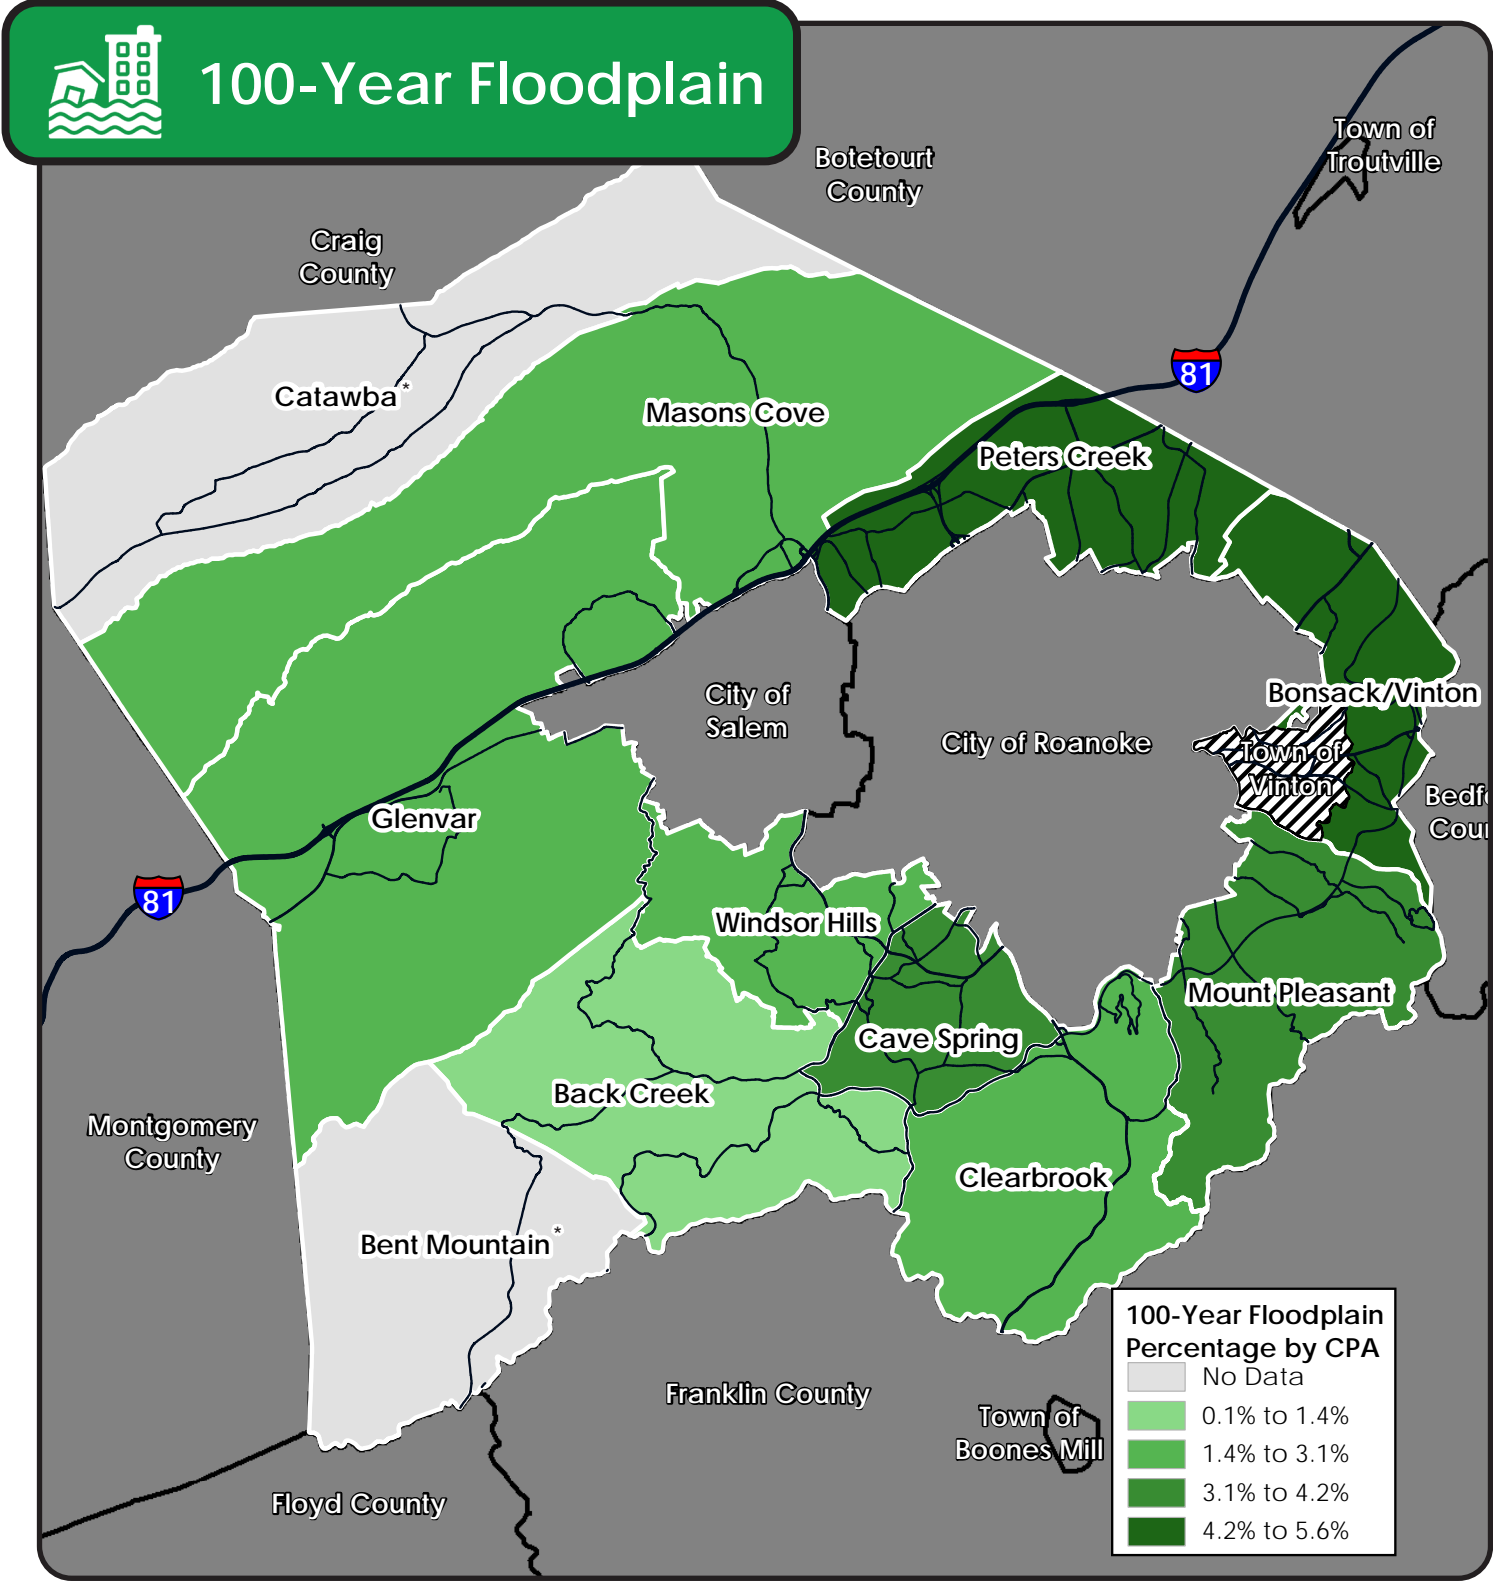 100-Year Floodplain
Town of
Troutville
Botetourt
County
Craig
County
81
Catawba*
Masons Cove
Peters Creek
City of
Salem
Bonsack/Vinton
City of Roanoke
Town of
Vinton
Glenvar
81
Windsor Hills
Mount Pleasant
Cave Spring
Back Creek
Montgomery
County
Clearbrook
Bent Mountain*
Franklin County
Town of
Boones Mill
Floyd County
100-Year Floodplain
Percentage by CPA
No Data
0.1% to 1.4%
1.4% to 3.1%
3.1% to 4.2%
4.2% to 5.6%